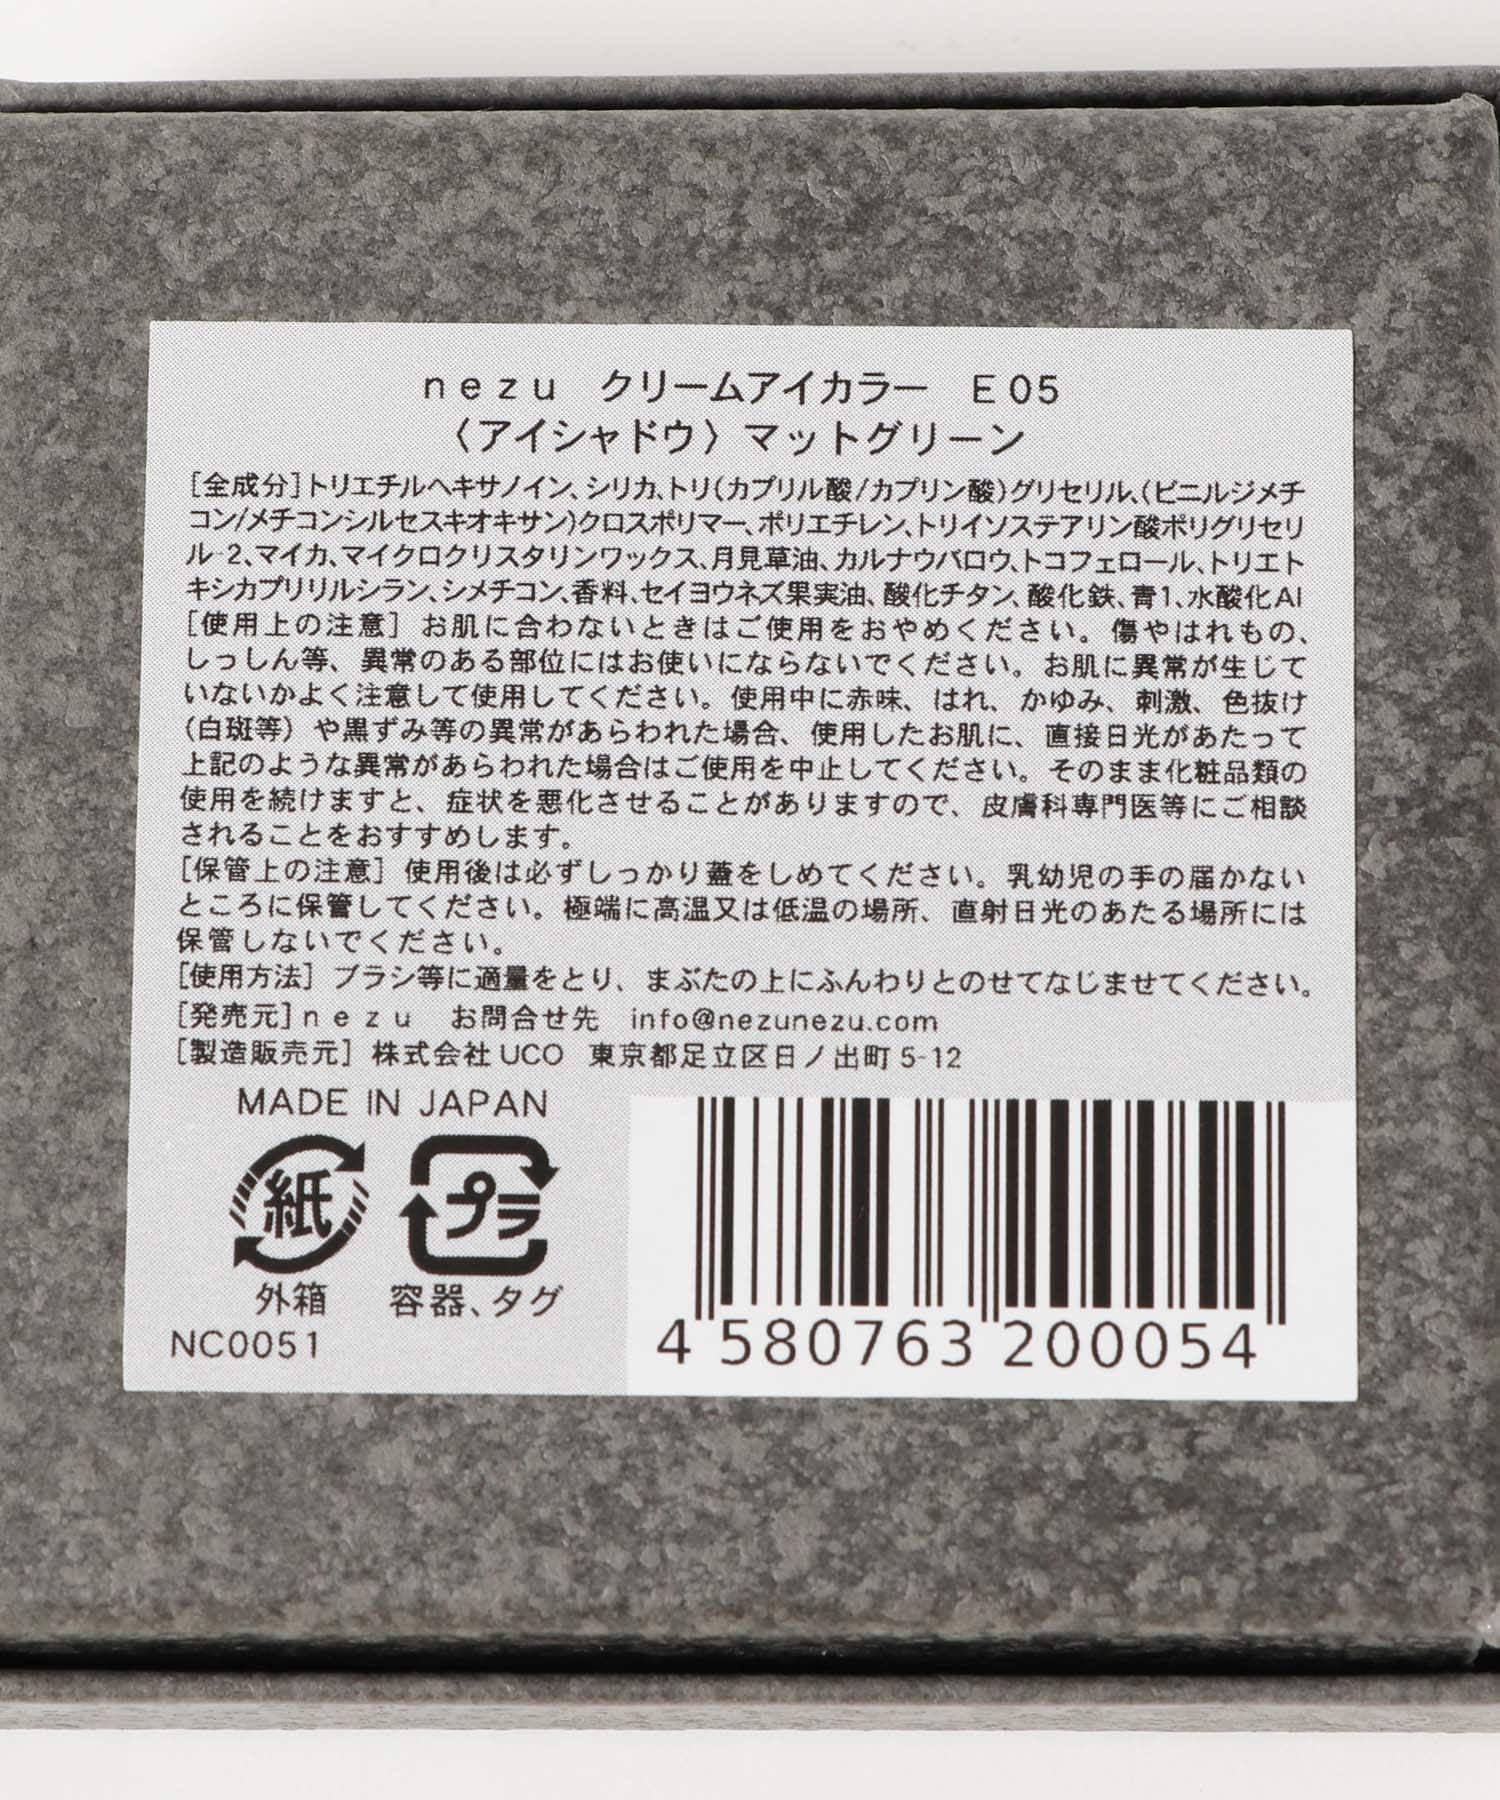 nezu クリームアイカラー E05
〈アイシャドウ〉マットグリーン
[全成分]トリエチルヘキサノイン、シリカ、トリ(カプリル酸/カプリン酸)グリセリル、(ビニルジメチ
コン/メチコンシルセスキオキサン)クロスポリマー、ポリエチレン、トリイソステアリン酸ポリグリセリ
ル-2、マイカ、マイクロクリスタリンワックス、月見草油、カルナウバロウ、トコフェロール、トリエト
キシカプリリルシラン、シメチコン、香料、セイヨウネズ果実油、酸化チタン、酸化鉄、青1、水酸化Al
[使用上の注意] お肌に合わないときはご使用をおやめください。傷やはれもの、
しっしん等、異常のある部位にはお使いにならないでください。お肌に異常が生じて
いないかよく注意して使用してください。使用中に赤味、はれ、かゆみ、刺激、色抜け
(白斑等) や黒ずみ等の異常があらわれた場合、使用したお肌に、直接日光があたって
上記のような異常があらわれた場合はご使用を中止してください。そのまま化粧品類の
使用を続けますと、症状を悪化させることがありますので、皮膚科専門医等にご相談
されることをおすすめします。
[保管上の注意] 使用後は必ずしっかり蓋をしめてください。乳幼児の手の届かない
ところに保管してください。極端に高温又は低温の場所、直射日光のあたる場所には
保管しないでください。
[使用方法] ブラシ等に適量をとり、まぶたの上にふんわりとのせてなじませてください。
[発売元]nezu お問合せ先 info@nezunezu.com
[製造販売元] 株式会社UCO 東京都足立区日ノ出町5-12
MADE IN JAPAN
紙 プラ
外箱 容器、タグ
NC0051
4 580763 200054